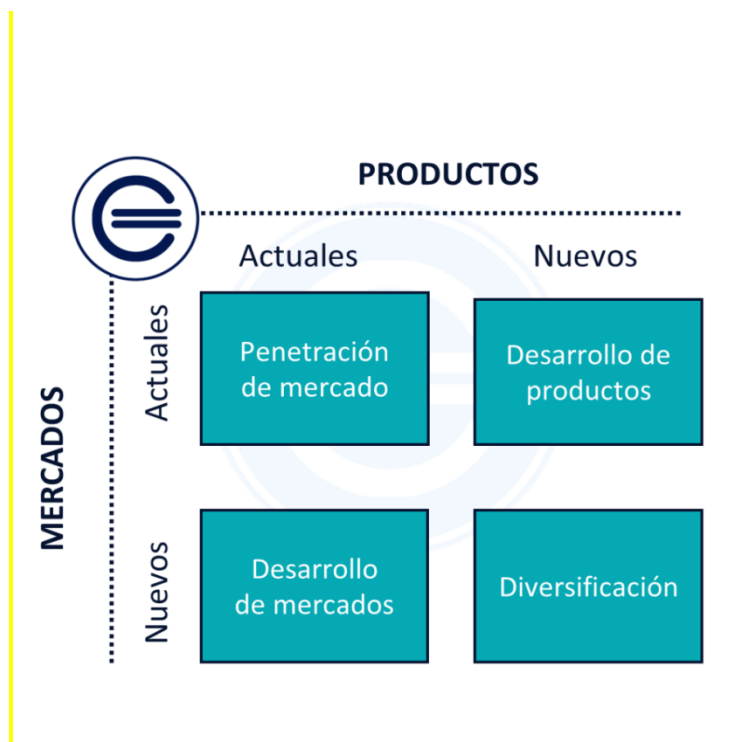 PRODUCTOS
Actuales
Nuevos
MERCADOS
Actuales
Penetración
de mercado
Desarrollo de
productos
Nuevos
Desarrollo
de mercados
Diversificación